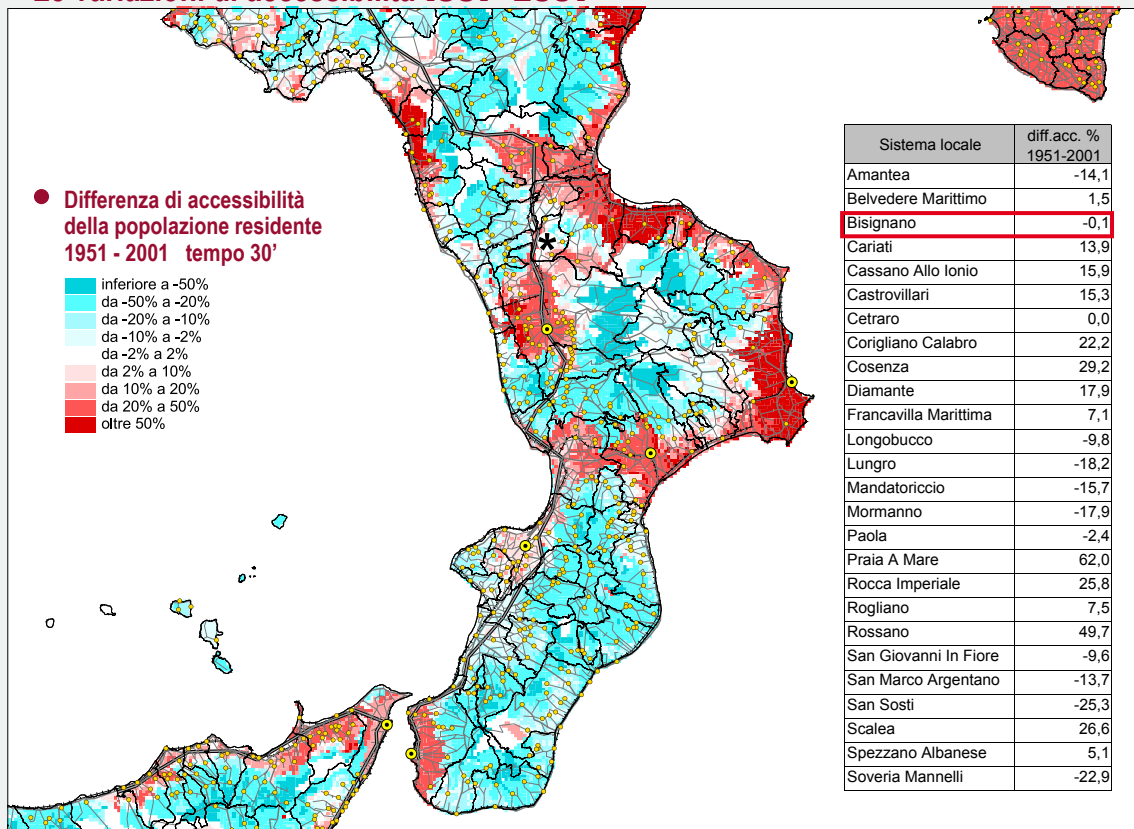 Le variazioni di accessibilità 1951 - 2001
Differenza di accessibilità
della popolazione residente
1951 - 2001 tempo 30’
inferiore a -50%
da -50% a -20%
da -20% a -10%
da -10% a -2%
da -2% a 2%
da 2% a 10%
da 10% a 20%
da 20% a 50%
oltre 50%
*
Sistema locale diff.acc. % 1951-2001
Amantea -14,1
Belvedere Marittimo 1,5
Bisignano -0,1
Cariati 13,9
Cassano Allo Ionio 15,9
Castrovillari 15,3
Cetraro 0,0
Corigliano Calabro 22,2
Cosenza 29,2
Diamante 17,9
Francavilla Marittima 7,1
Longobucco -9,8
Lungro -18,2
Mandatoriccio -15,7
Mormanno -17,9
Paola -2,4
Praia A Mare 62,0
Rocca Imperiale 25,8
Rogliano 7,5
Rossano 49,7
San Giovanni In Fiore -9,6
San Marco Argentano -13,7
San Sosti -25,3
Scalea 26,6
Spezzano Albanese 5,1
Soveria Mannelli -22,9